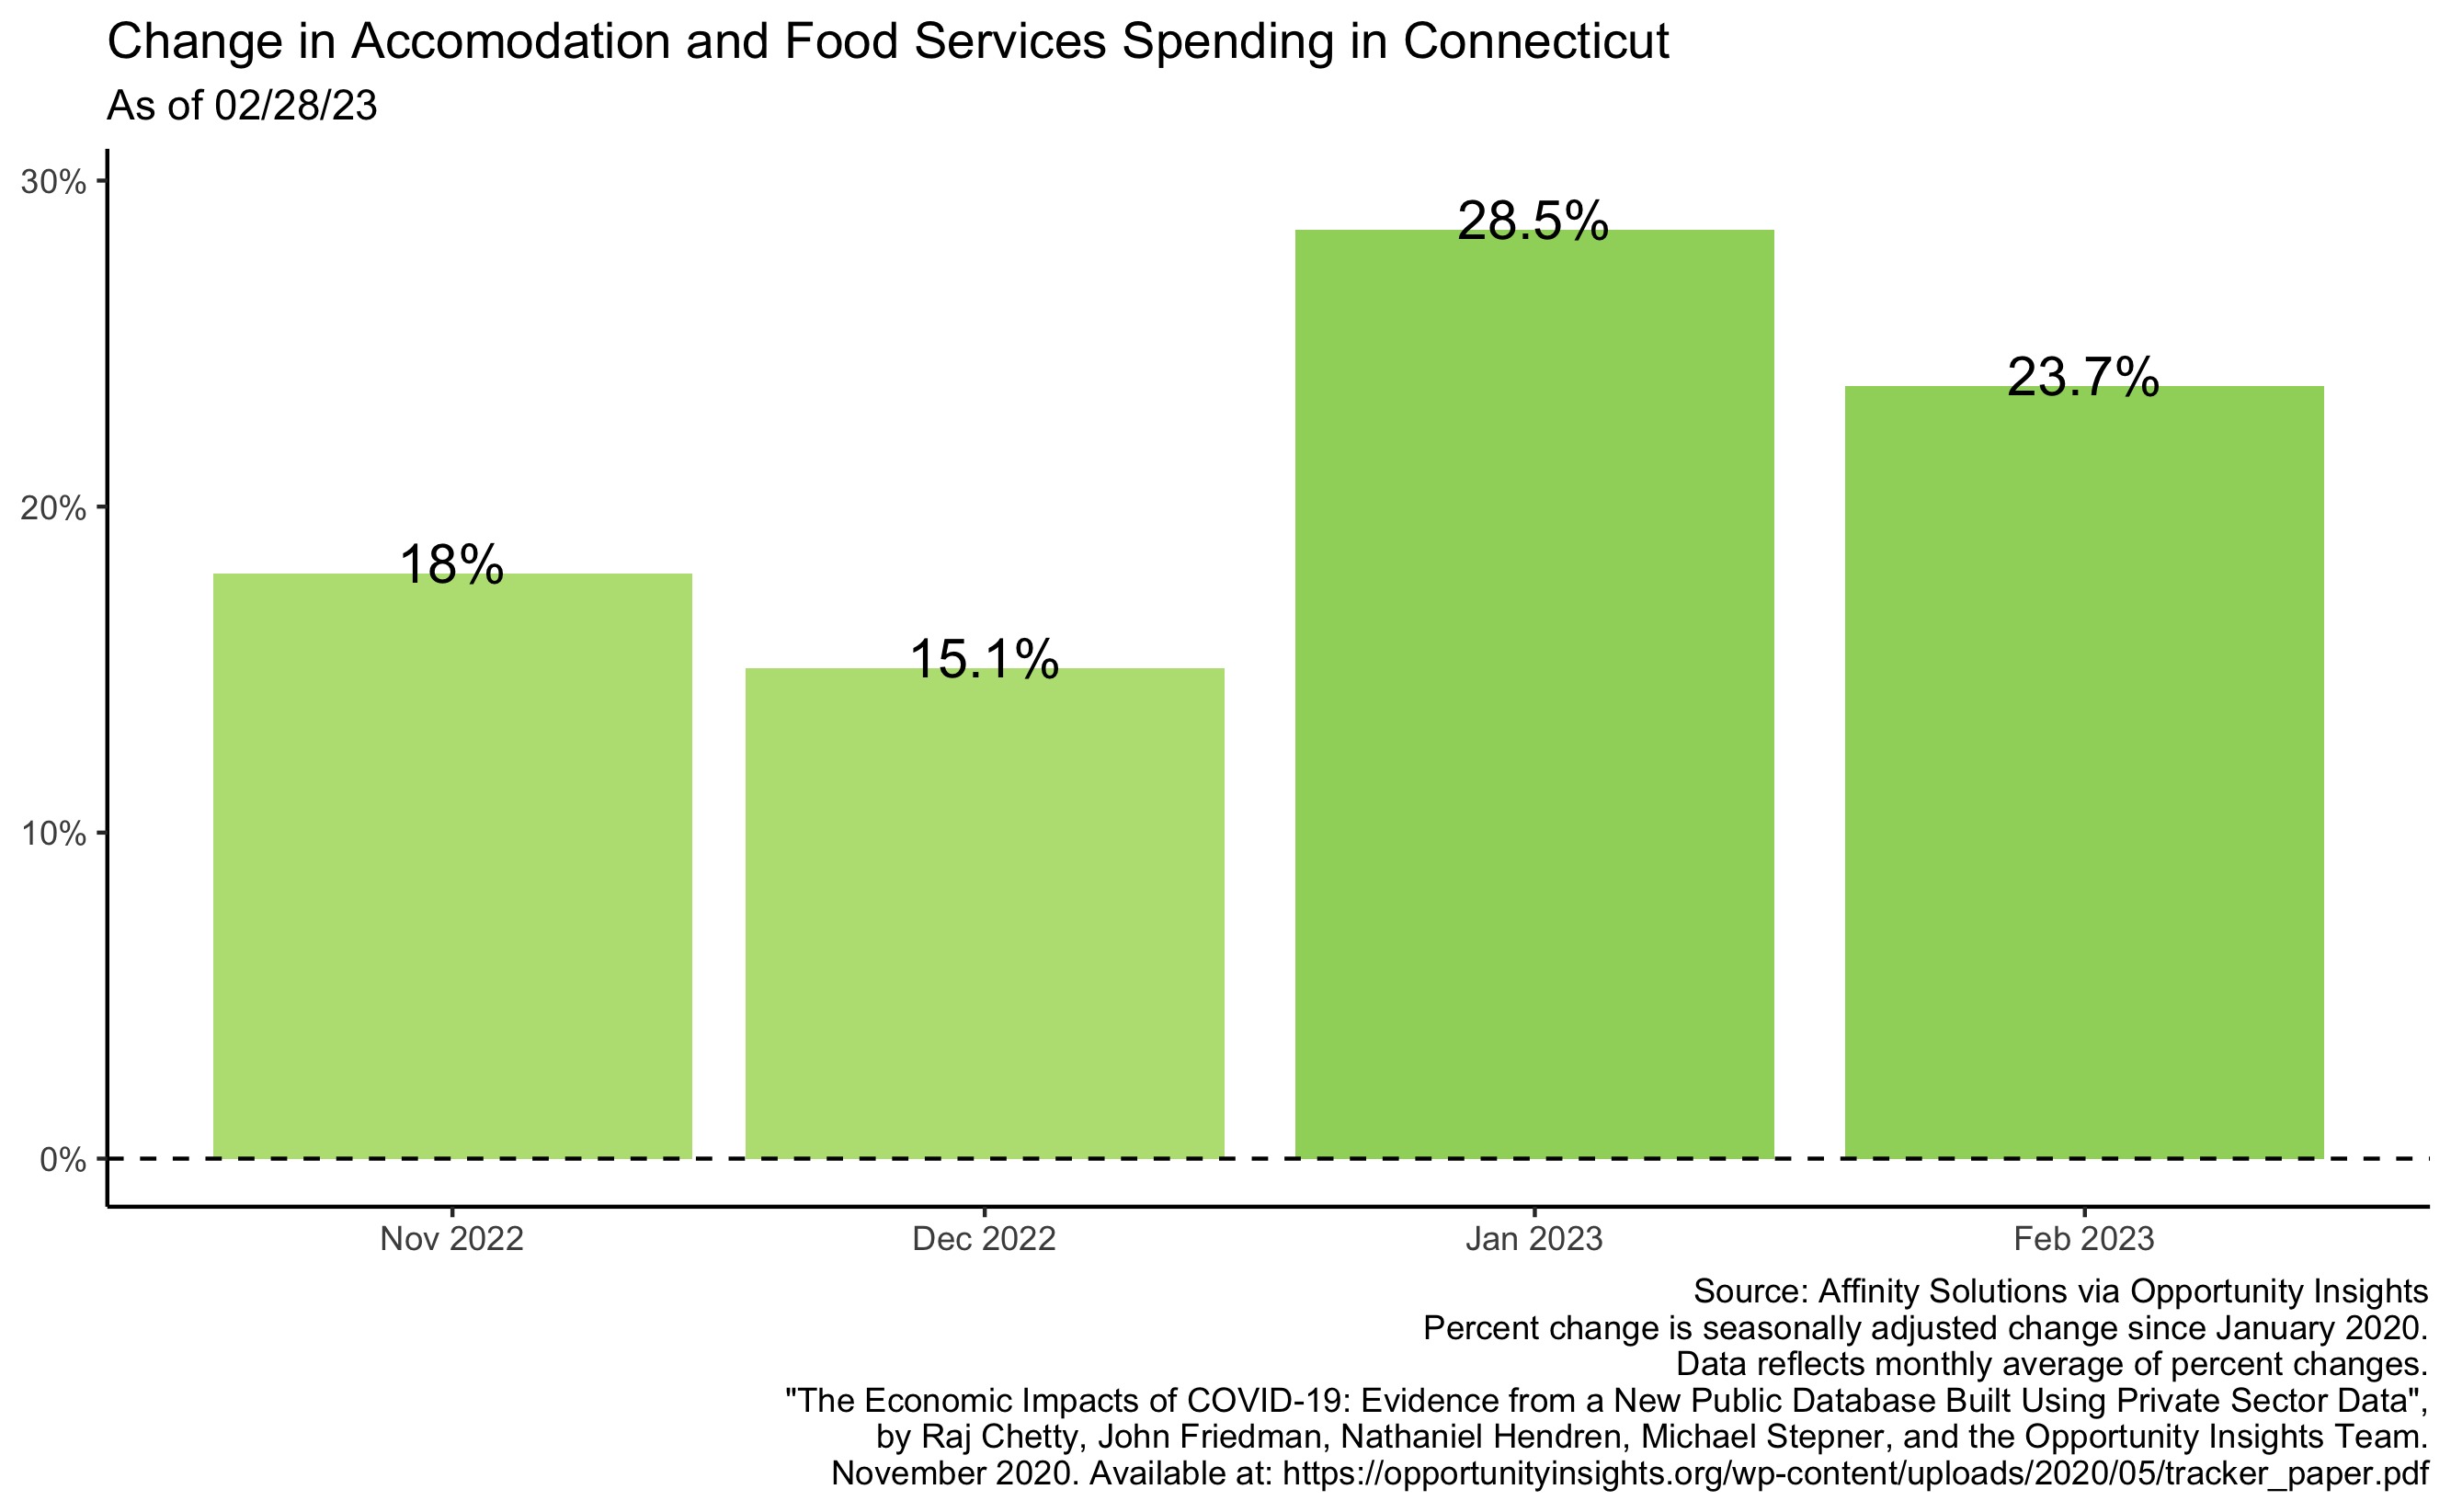 Change in Accomodation and Food Services Spending in Connecticut
As of 02/28/23
30%
20%
10%
0%
18%
15.1%
28.5%
23.7%
Nov 2022
Dec 2022
Jan 2023
Feb 2023
Source: Affinity Solutions via Opportunity Insights
Percent change is seasonally adjusted change since January 2020.
Data reflects monthly average of percent changes.
"The Economic Impacts of COVID-19: Evidence from a New Public Database Built Using Private Sector Data",
by Raj Chetty, John Friedman, Nathaniel Hendren, Michael Stepner, and the Opportunity Insights Team.
November 2020. Available at: https://opportunityinsights.org/wp-content/uploads/2020/05/tracker_paper.pdf